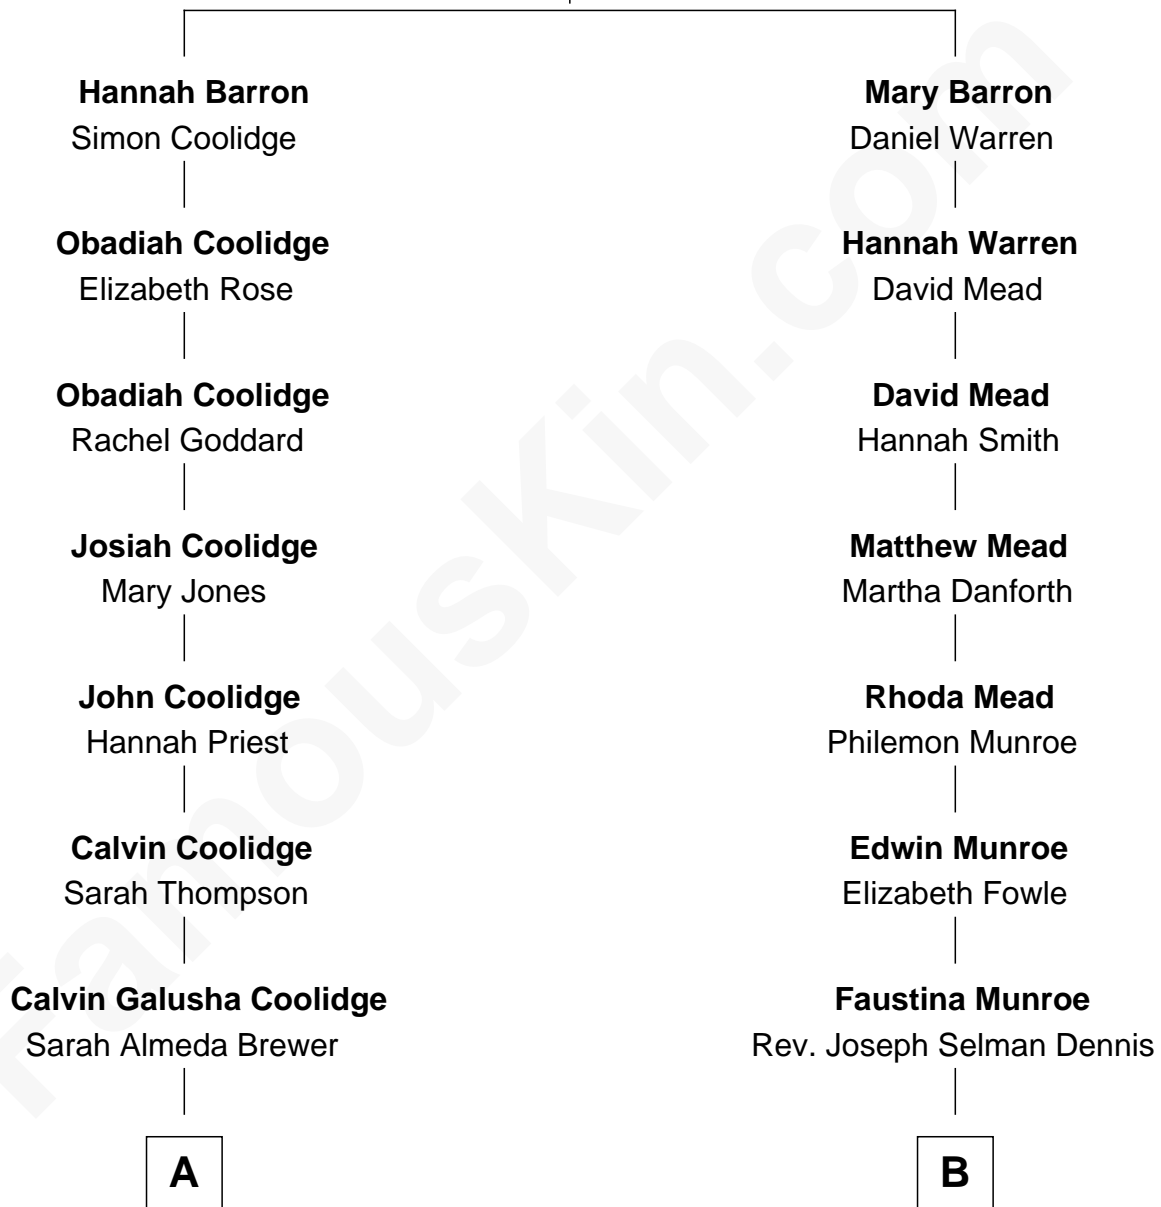 Hannah Barron
Simon Coolidge
Mary Barron
Daniel Warren
Obadiah Coolidge
Elizabeth Rose
Hannah Warren
David Mead
Obadiah Coolidge
Rachel Goddard
David Mead
Hannah Smith
Josiah Coolidge
Mary Jones
Matthew Mead
Martha Danforth
John Coolidge
Hannah Priest
Rhoda Mead
Philemon Munroe
Calvin Coolidge
Sarah Thompson
Edwin Munroe
Elizabeth Fowle
Calvin Galusha Coolidge
Sarah Almeda Brewer
Faustina Munroe
Rev. Joseph Selman Dennis
A
B
FamousKin.com